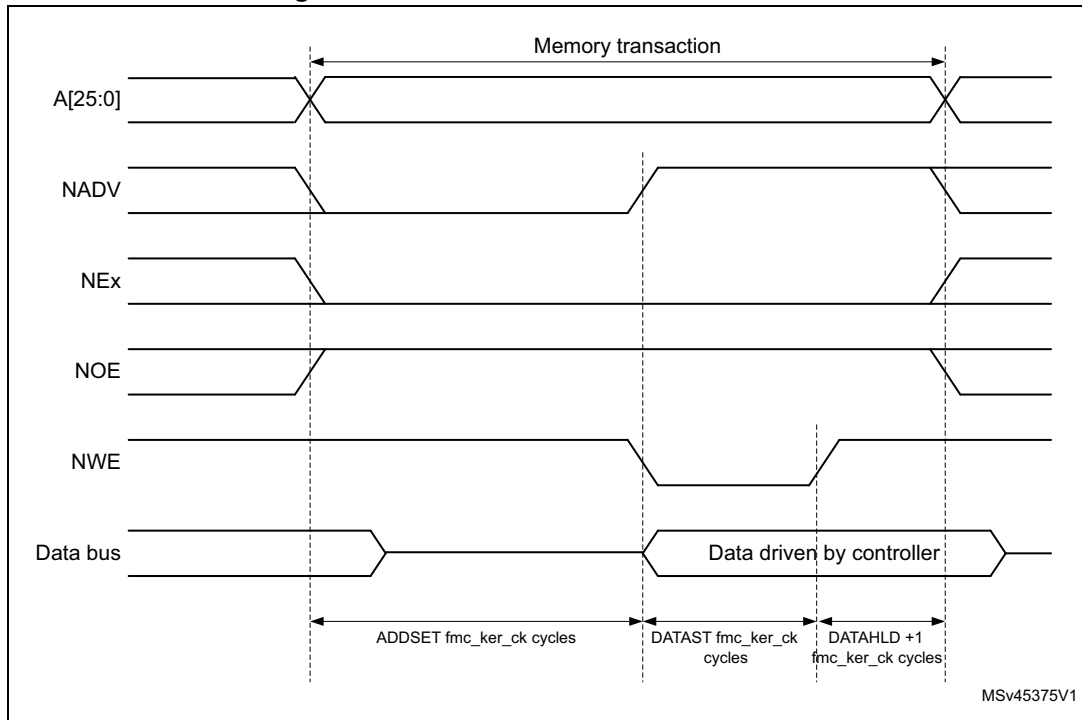 Memory transaction
A[25:0]
NADV
NEx
NOE
NWE
Data bus
Data driven by controller
ADDSET fmc_ker_ck cycles
DATAST fmc_ker_ck
cycles
DATAHLD +1
fmc_ker_ck cycles
MSv45375V1